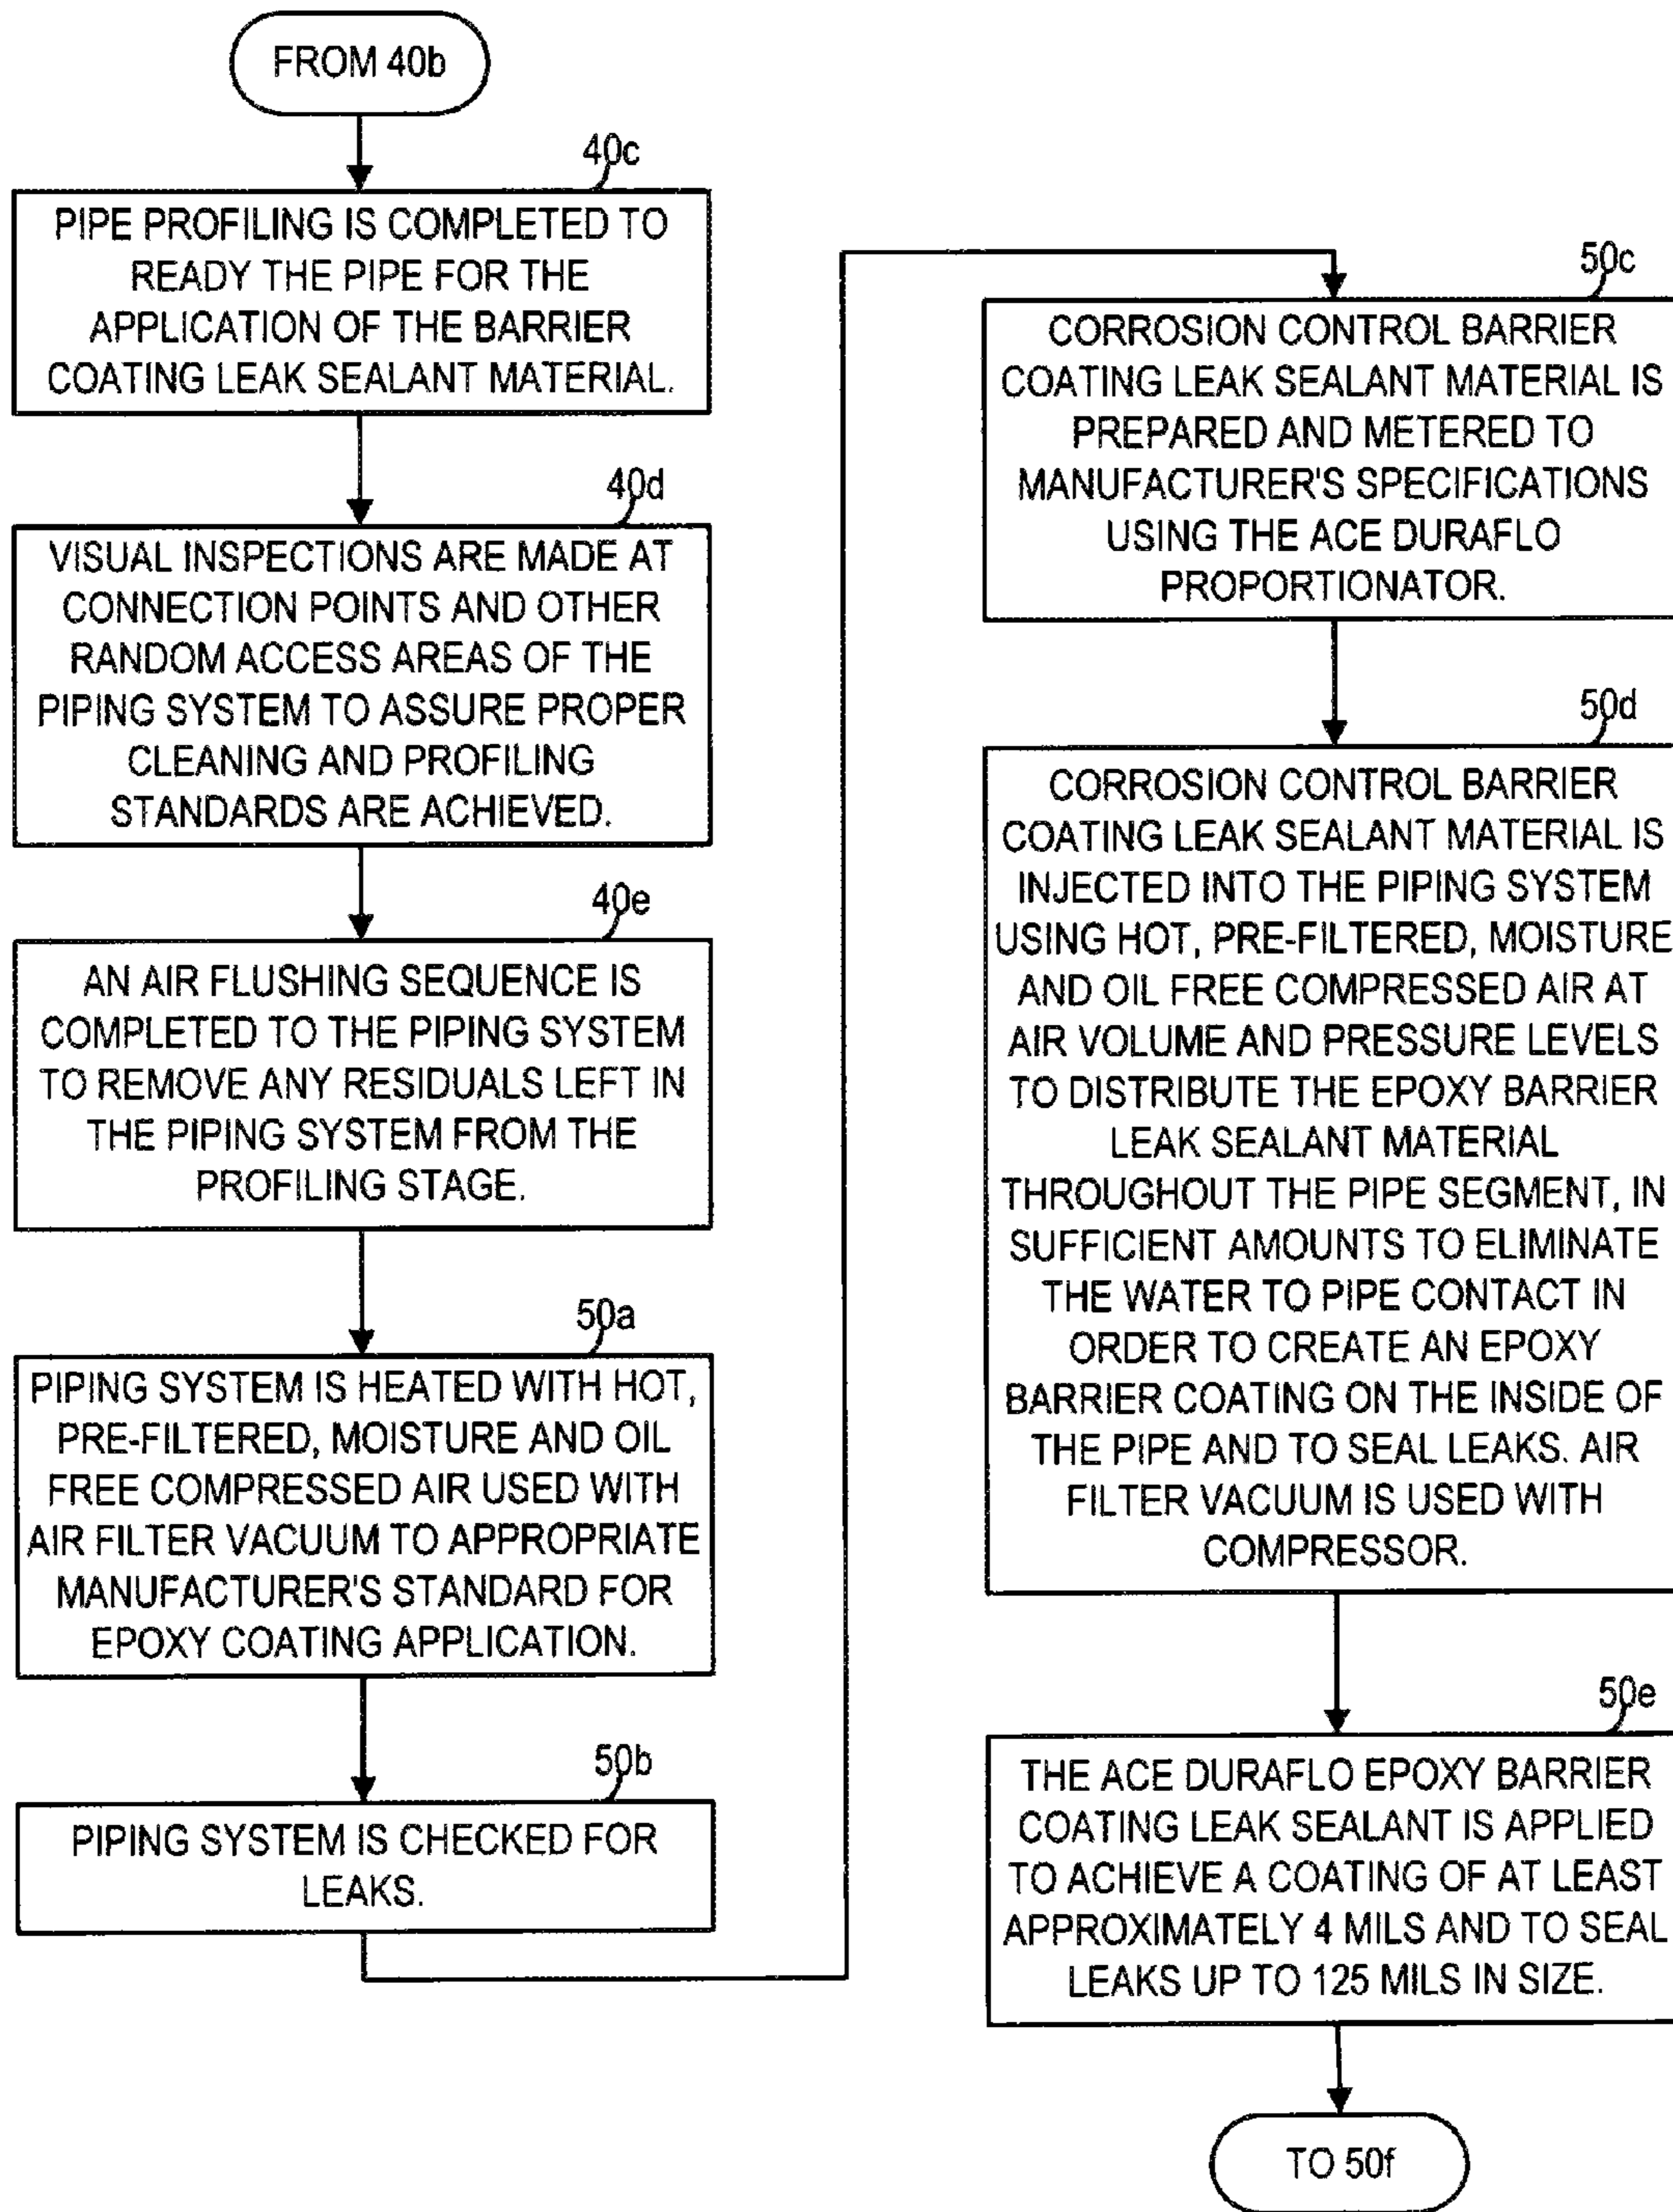 FROM 40b
40c
PIPE PROFILING IS COMPLETED TO
READY THE PIPE FOR THE
APPLICATION OF THE BARRIER
COATING LEAK SEALANT MATERIAL.
40d
VISUAL INSPECTIONS ARE MADE AT
CONNECTION POINTS AND OTHER
RANDOM ACCESS AREAS OF THE
PIPING SYSTEM TO ASSURE PROPER
CLEANING AND PROFILING
STANDARDS ARE ACHIEVED.
40e
AN AIR FLUSHING SEQUENCE IS
COMPLETED TO THE PIPING SYSTEM
TO REMOVE ANY RESIDUALS LEFT IN
THE PIPING SYSTEM FROM THE
PROFILING STAGE.
50a
PIPING SYSTEM IS HEATED WITH HOT,
PRE-FILTERED, MOISTURE AND OIL
FREE COMPRESSED AIR USED WITH
AIR FILTER VACUUM TO APPROPRIATE
MANUFACTURER'S STANDARD FOR
EPOXY COATING APPLICATION.
50b
PIPING SYSTEM IS CHECKED FOR
LEAKS.
50c
CORROSION CONTROL BARRIER
COATING LEAK SEALANT MATERIAL IS
PREPARED AND METERED TO
MANUFACTURER'S SPECIFICATIONS
USING THE ACE DURAFLO
PROPORTIONATOR.
50d
CORROSION CONTROL BARRIER
COATING LEAK SEALANT MATERIAL IS
INJECTED INTO THE PIPING SYSTEM
USING HOT, PRE-FILTERED, MOISTURE
AND OIL FREE COMPRESSED AIR AT
AIR VOLUME AND PRESSURE LEVELS
TO DISTRIBUTE THE EPOXY BARRIER
LEAK SEALANT MATERIAL
THROUGHOUT THE PIPE SEGMENT, IN
SUFFICIENT AMOUNTS TO ELIMINATE
THE WATER TO PIPE CONTACT IN
ORDER TO CREATE AN EPOXY
BARRIER COATING ON THE INSIDE OF
THE PIPE AND TO SEAL LEAKS. AIR
FILTER VACUUM IS USED WITH
COMPRESSOR.
50e
THE ACE DURAFLO EPOXY BARRIER
COATING LEAK SEALANT IS APPLIED
TO ACHIEVE A COATING OF AT LEAST
APPROXIMATELY 4 MILS AND TO SEAL
LEAKS UP TO 125 MILS IN SIZE.
TO 50f